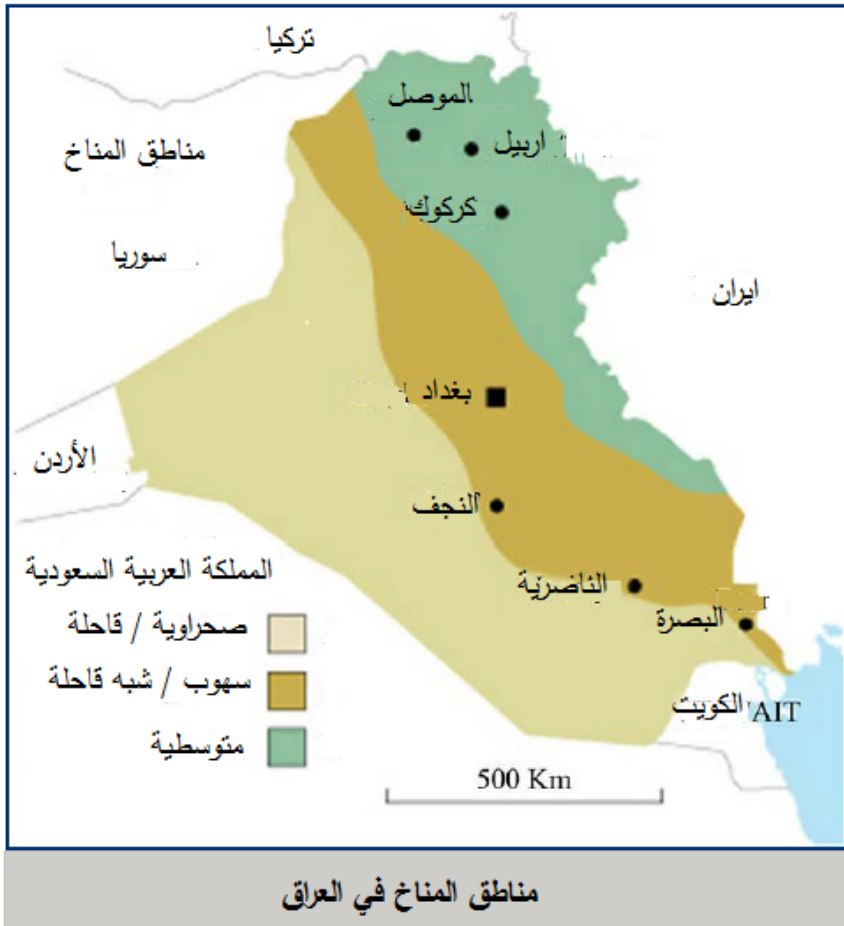 تركيا
الموصل
اربيل
مناطق المناخ
كركوك
سوريا
ايران
بغداد
الأردن
النجف
المملكة العربية السعودية
الناضرية
صحراوية / قاحلة
البصرة
سهوب / شبه قاحلة
الكويت AIT
متوسطية
500 Km
مناطق المناخ في العراق